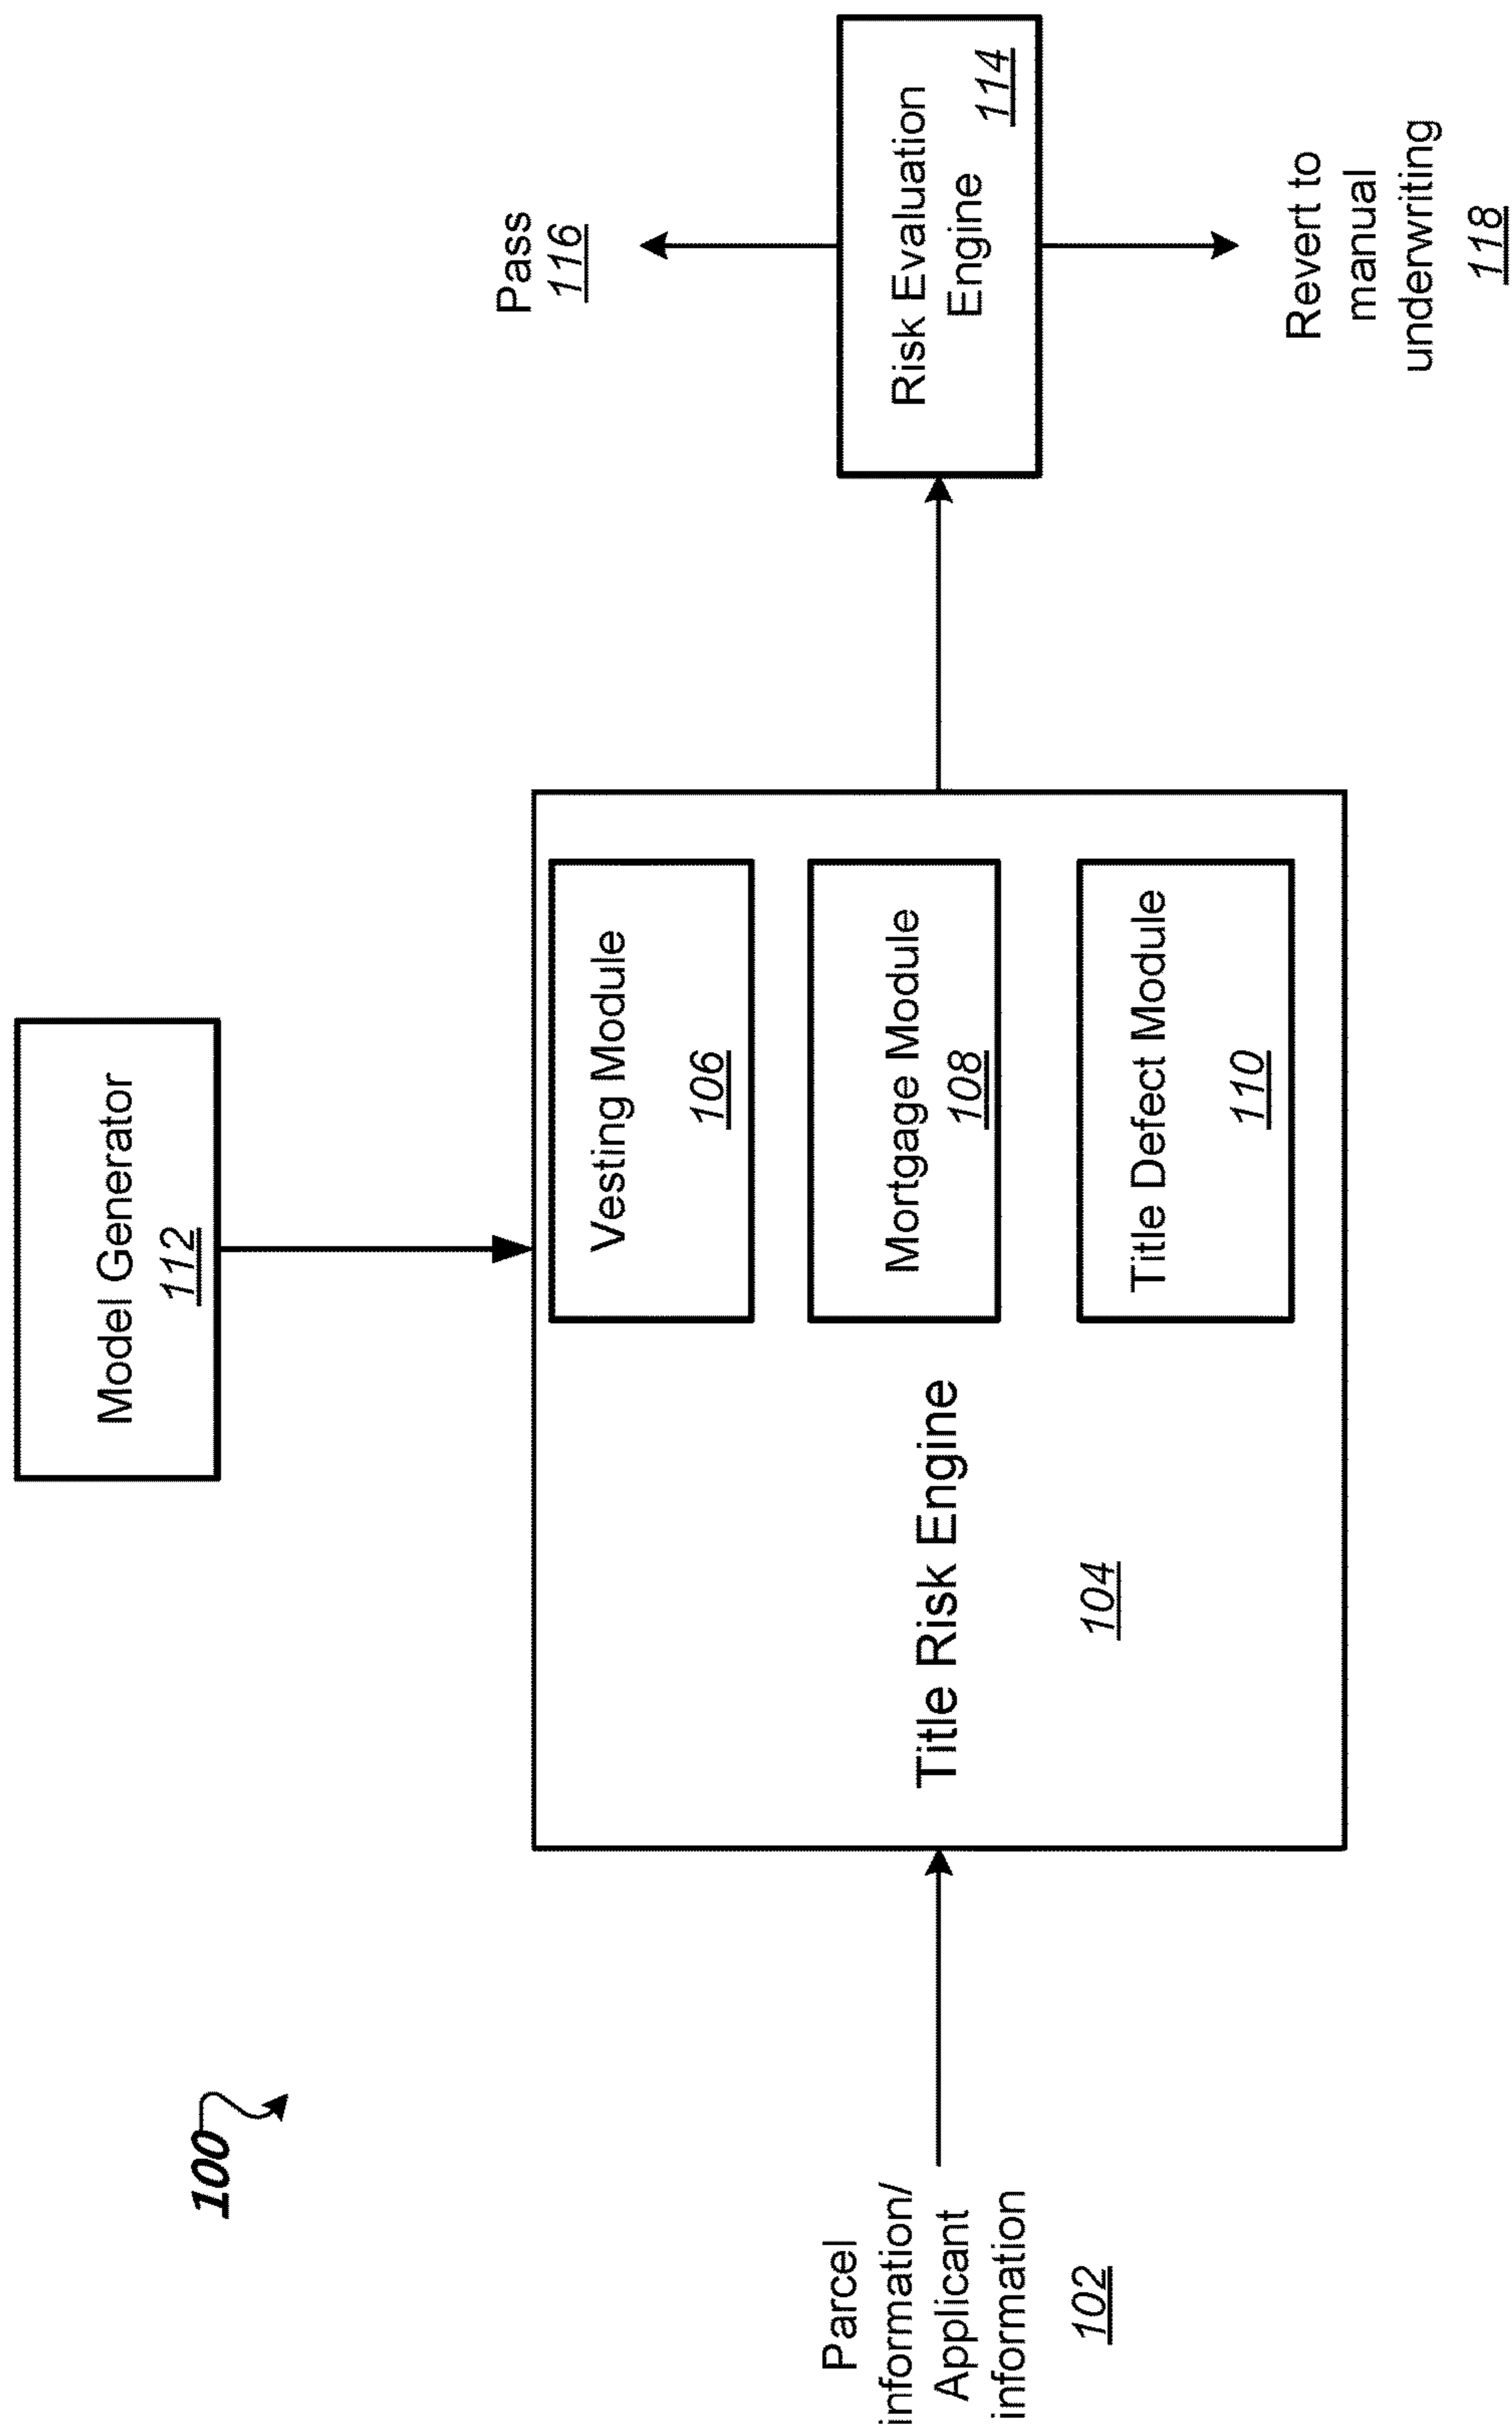 100
Model Generator
112
Parcel
information/
Applicant
information
102
Title Risk Engine
104
Vesting Module
106
Mortgage Module
108
Title Defect Module
110
Pass
116
Risk Evaluation
Engine
114
Revert to
manual
underwriting
118